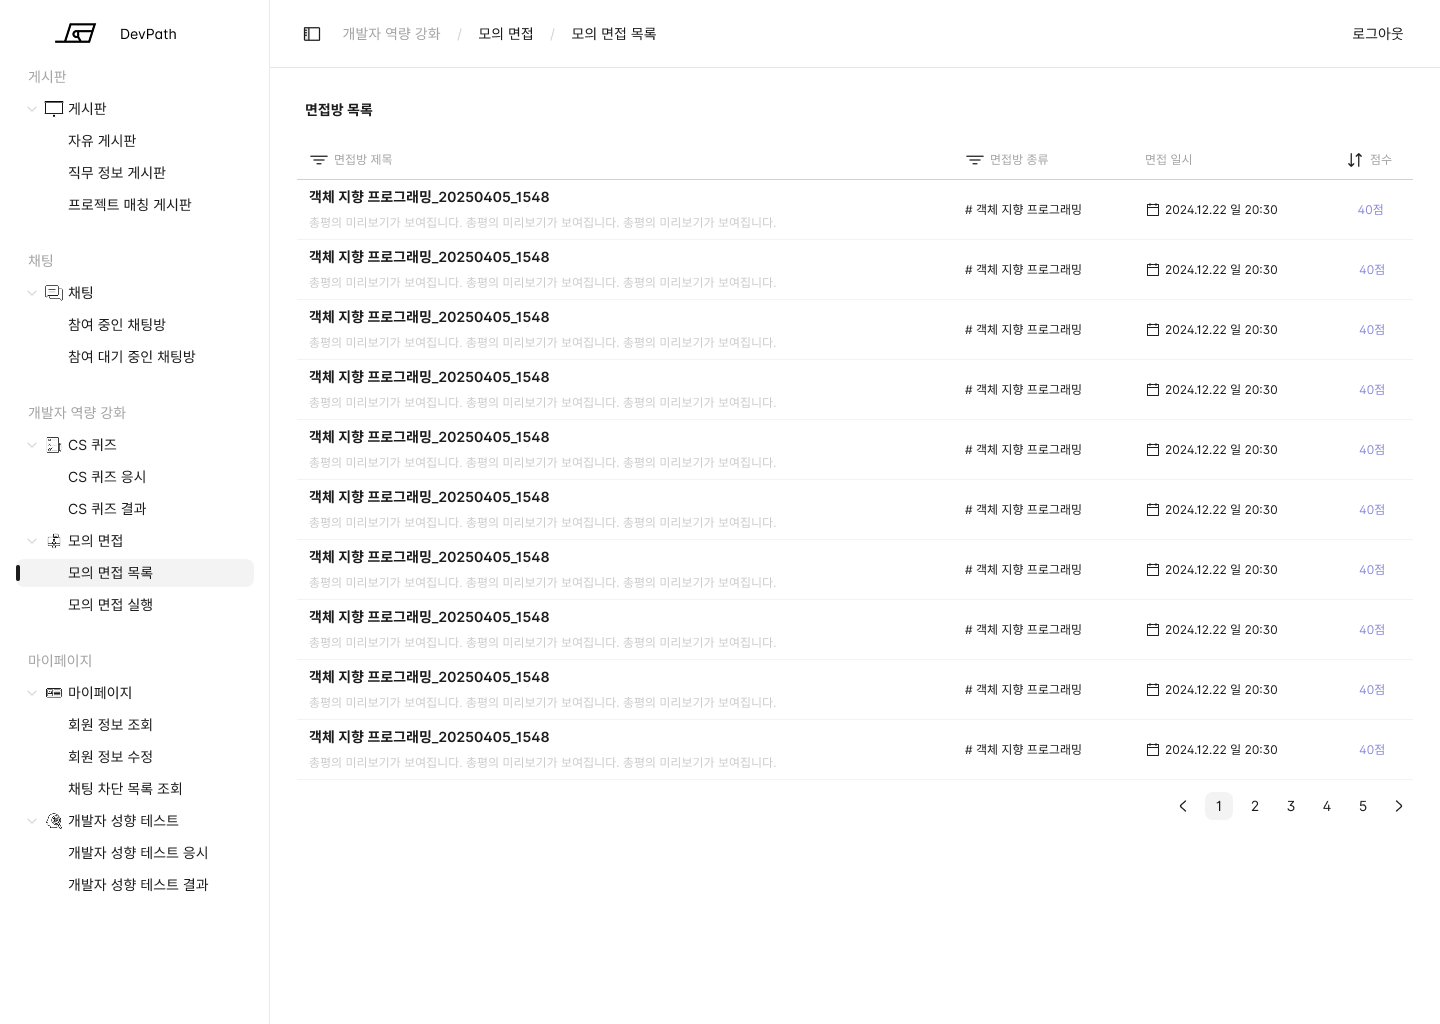 DevPath
게시판
게시판
자유 게시판
직무 정보 게시판
프로젝트 매칭 게시판
채팅
채팅
참여 중인 채팅방
참여 대기 중인 채팅방
개발자 역량 강화
CS 퀴즈
CS 퀴즈 응시
CS 퀴즈 결과
모의 면접
모의 면접 목록
모의 면접 실행
마이페이지
마이페이지
회원 정보 조회
회원 정보 수정
채팅 차단 목록 조회
개발자 성향 테스트
개발자 성향 테스트 응시
개발자 성향 테스트 결과
개발자 역량 강화 / 모의 면접 / 모의 면접 목록
로그아웃
면접방 목록
면접방 제목 면접방 종류 면접 일시 점수
객체 지향 프로그래밍_20250405_1548
총평의 미리보기가 보여집니다. 총평의 미리보기가 보여집니다. 총평의 미리보기가 보여집니다.
# 객체 지향 프로그래밍 2024.12.22 일 20:30 40점
객체 지향 프로그래밍_20250405_1548
총평의 미리보기가 보여집니다. 총평의 미리보기가 보여집니다. 총평의 미리보기가 보여집니다.
# 객체 지향 프로그래밍 2024.12.22 일 20:30 40점
객체 지향 프로그래밍_20250405_1548
총평의 미리보기가 보여집니다. 총평의 미리보기가 보여집니다. 총평의 미리보기가 보여집니다.
# 객체 지향 프로그래밍 2024.12.22 일 20:30 40점
객체 지향 프로그래밍_20250405_1548
총평의 미리보기가 보여집니다. 총평의 미리보기가 보여집니다. 총평의 미리보기가 보여집니다.
# 객체 지향 프로그래밍 2024.12.22 일 20:30 40점
객체 지향 프로그래밍_20250405_1548
총평의 미리보기가 보여집니다. 총평의 미리보기가 보여집니다. 총평의 미리보기가 보여집니다.
# 객체 지향 프로그래밍 2024.12.22 일 20:30 40점
객체 지향 프로그래밍_20250405_1548
총평의 미리보기가 보여집니다. 총평의 미리보기가 보여집니다. 총평의 미리보기가 보여집니다.
# 객체 지향 프로그래밍 2024.12.22 일 20:30 40점
객체 지향 프로그래밍_20250405_1548
총평의 미리보기가 보여집니다. 총평의 미리보기가 보여집니다. 총평의 미리보기가 보여집니다.
# 객체 지향 프로그래밍 2024.12.22 일 20:30 40점
객체 지향 프로그래밍_20250405_1548
총평의 미리보기가 보여집니다. 총평의 미리보기가 보여집니다. 총평의 미리보기가 보여집니다.
# 객체 지향 프로그래밍 2024.12.22 일 20:30 40점
객체 지향 프로그래밍_20250405_1548
총평의 미리보기가 보여집니다. 총평의 미리보기가 보여집니다. 총평의 미리보기가 보여집니다.
# 객체 지향 프로그래밍 2024.12.22 일 20:30 40점
객체 지향 프로그래밍_20250405_1548
총평의 미리보기가 보여집니다. 총평의 미리보기가 보여집니다. 총평의 미리보기가 보여집니다.
# 객체 지향 프로그래밍 2024.12.22 일 20:30 40점
1 2 3 4 5